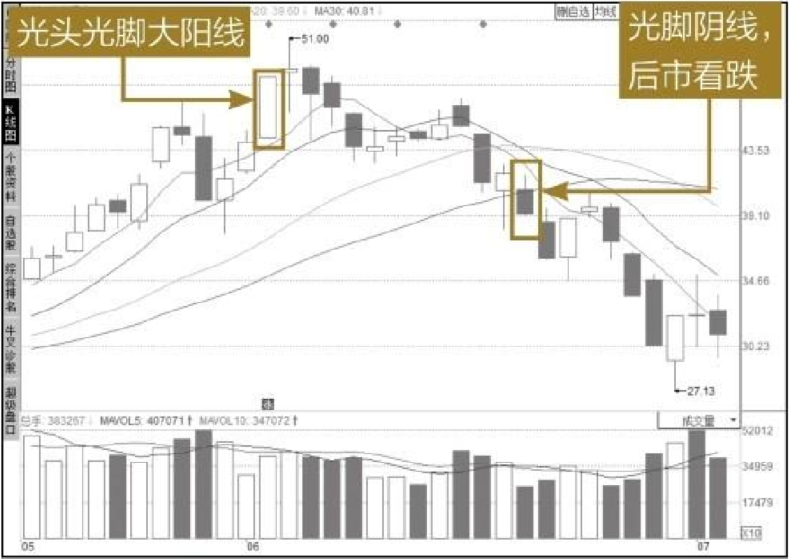 光头光脚大阳线
光脚阴线,
后市看跌
MA30: 40.81↓
删自选
均线
51.00
分时图
K线图
个股资料
自选股
综合排名
牛叉诊股
超级盘口
43.53
39.10
34.66
30.23
27.13
总手: 383267↓ MAVOL5: 407071↑ MAVOL10: 347072↑
成交量
52012
34959
17479
X10
05
06
07